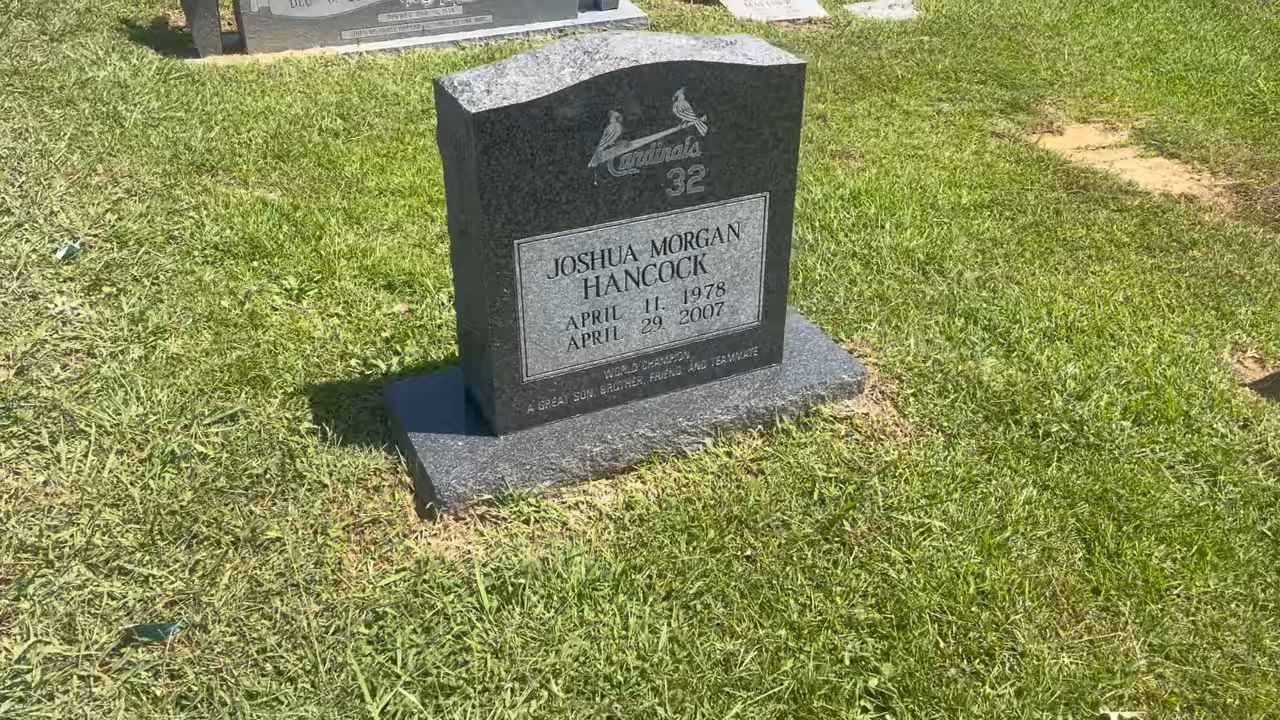 DEC
Cardinals
32
JOSHUA MORGAN
HANCOCK
APRIL 11, 1978
APRIL 29 2007
WORLD CHAMPION
A GREAT SON, BROTHER, FRIEND, AND TEAMMATE